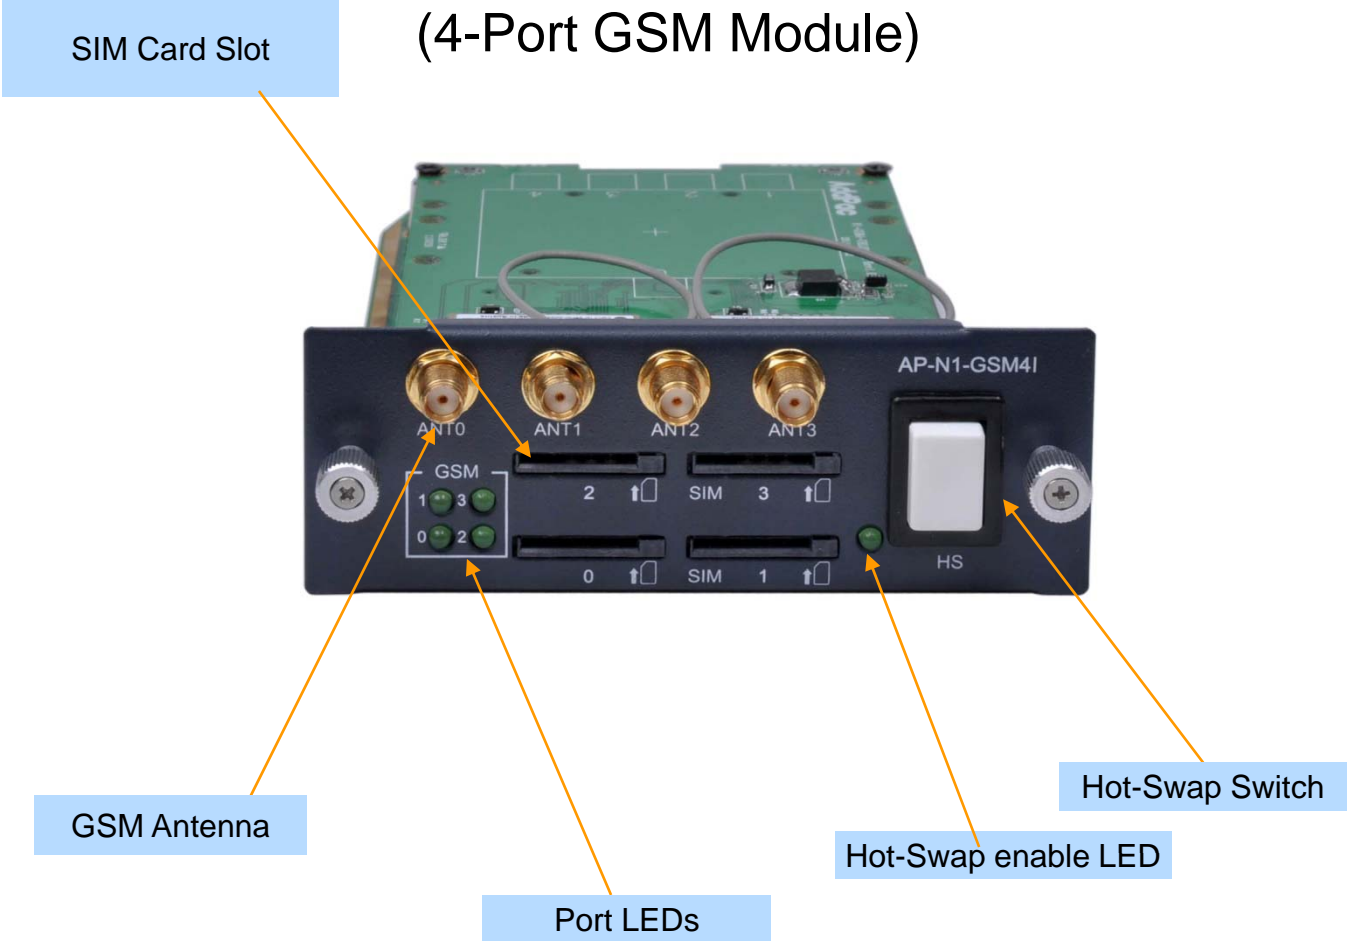 (4-Port GSM Module)
SIM Card Slot
AddPac
AP-N1-GSM4I
ANT0 ANT1 ANT2 ANT3
GSM
1 3
0 2
2 SIM 3
0 SIM 1
HS
Hot-Swap Switch
GSM Antenna
Hot-Swap enable LED
Port LEDs